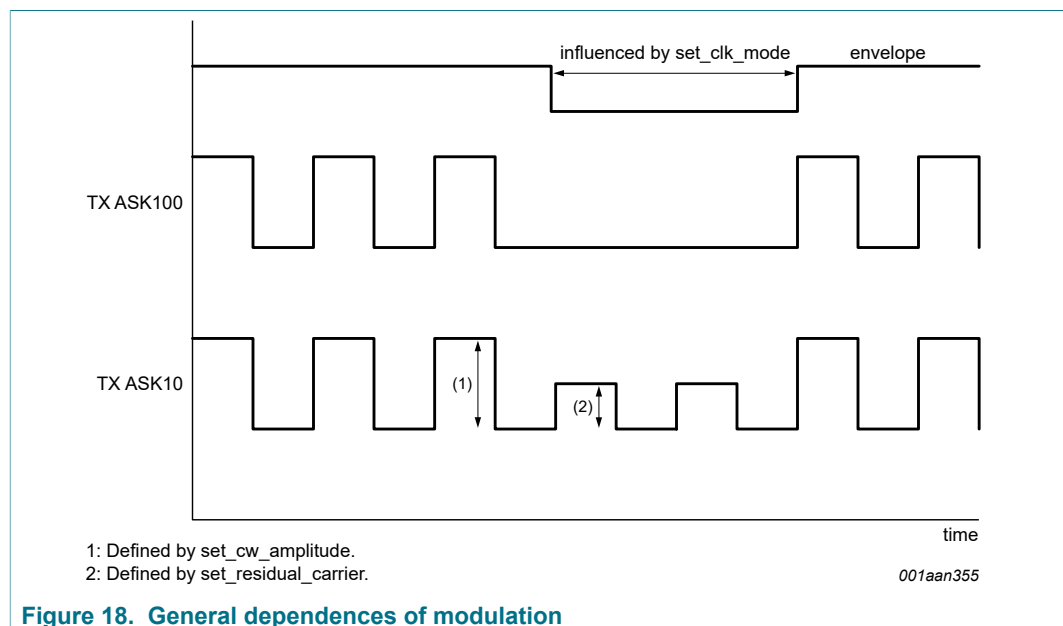 influenced by set_clk_mode
envelope
TX ASK100
TX ASK10
(1)
(2)
time
1: Defined by set_cw_amplitude.
2: Defined by set_residual_carrier.
001aan355
Figure 18. General dependences of modulation